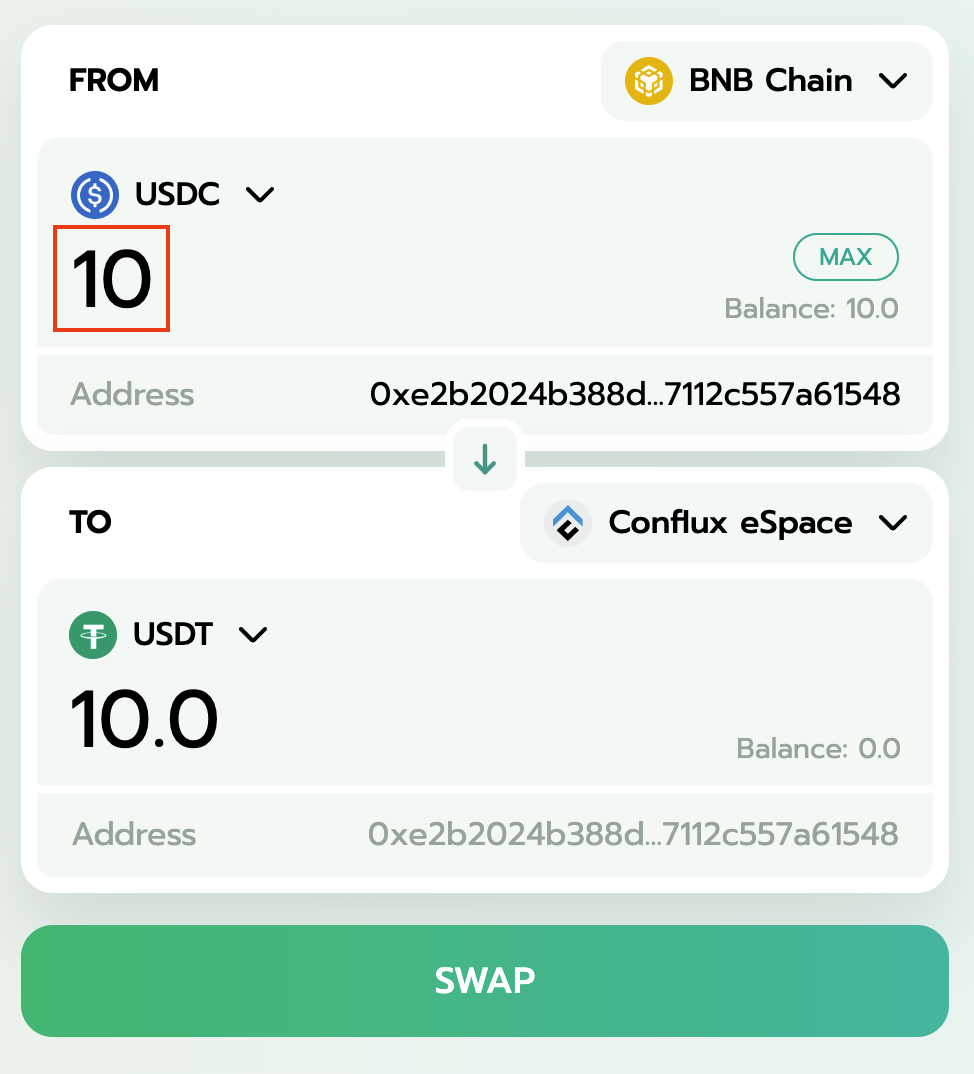 FROM
BNB Chain
USDC
10
MAX
Balance: 10.0
Address 0xe2b2024b388d...7112c557a61548
TO
Conflux eSpace
USDT
10.0
Balance: 0.0
Address 0xe2b2024b388d...7112c557a61548
SWAP